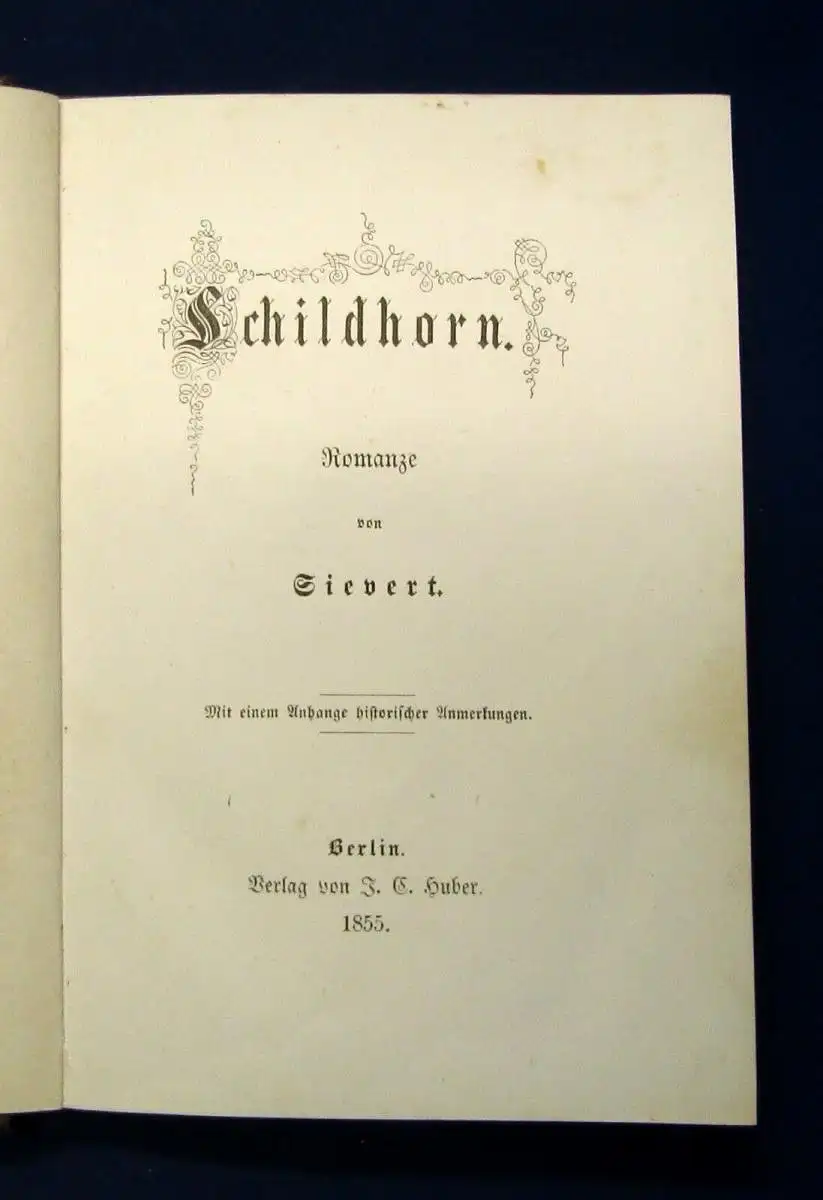 Schildhorn.
Romanze
von
Sievert.
Mit einem Anhange historischer Anmerkungen.
Berlin.
Verlag von J. C. Huber.
1855.